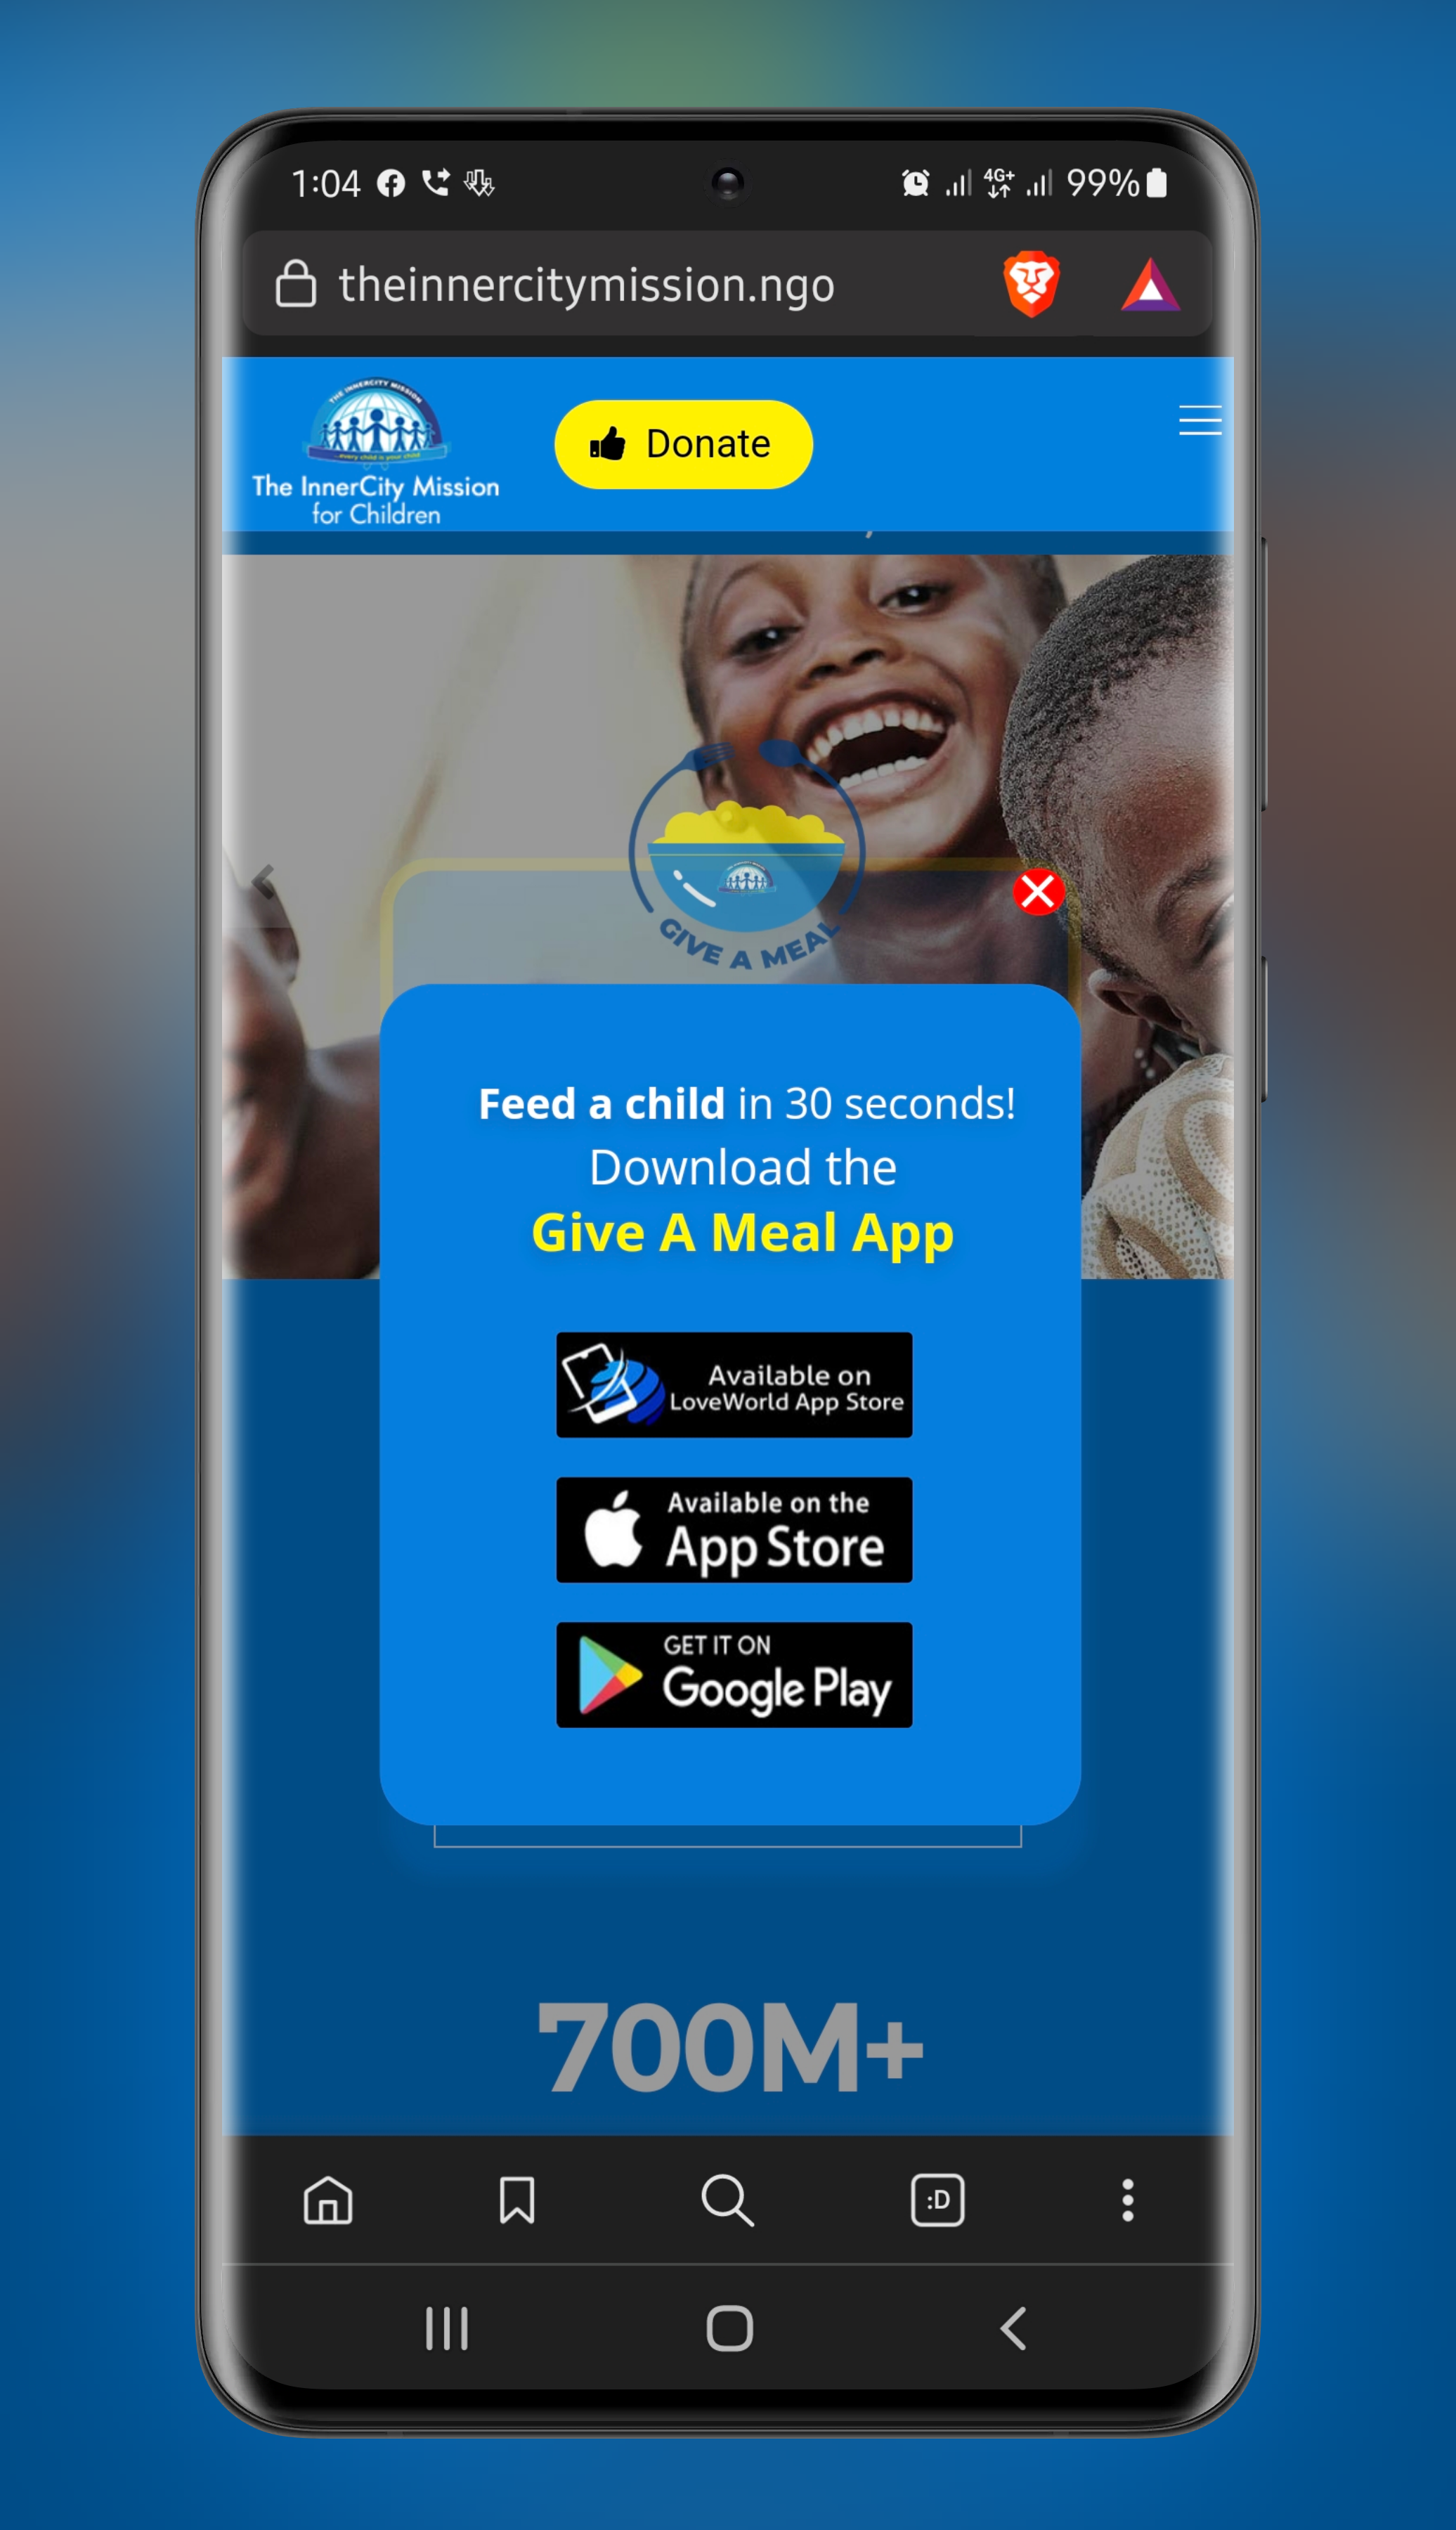 1:04
4G+
99%
theinnercitymission.ngo
THE INNERCITY MISSION
...every child is your child
The InnerCity Mission
for Children
Donate
GIVE A MEAL
Feed a child in 30 seconds!
Download the
Give A Meal App
Available on
LoveWorld App Store
Available on the
App Store
GET IT ON
Google Play
700M+
:D